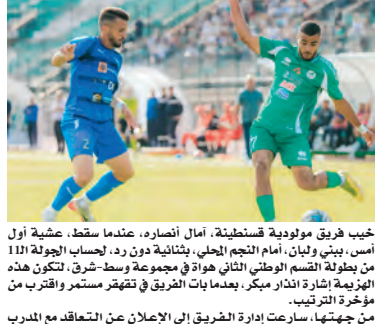 خيب فريق مولودية قسنطينة، آمال أنصاره، عندما سقط، عشية أول
أمس، ببني ولبان، أمام النجم المحلي، بثنائية دون رد، لحساب الجولة الـ11
من بطولة القسم الوطني الثاني هواة في مجموعة وسط-شرق، لتكون هذه
الهزيمة إشارة انذار مبكر، بعدما بات الفريق في تقهقر مستمر واقترب من
مؤخرة الترتيب.
من جهتها، سارعت إدارة الفريق إلى الإعلان عن التعاقد مع المدرب